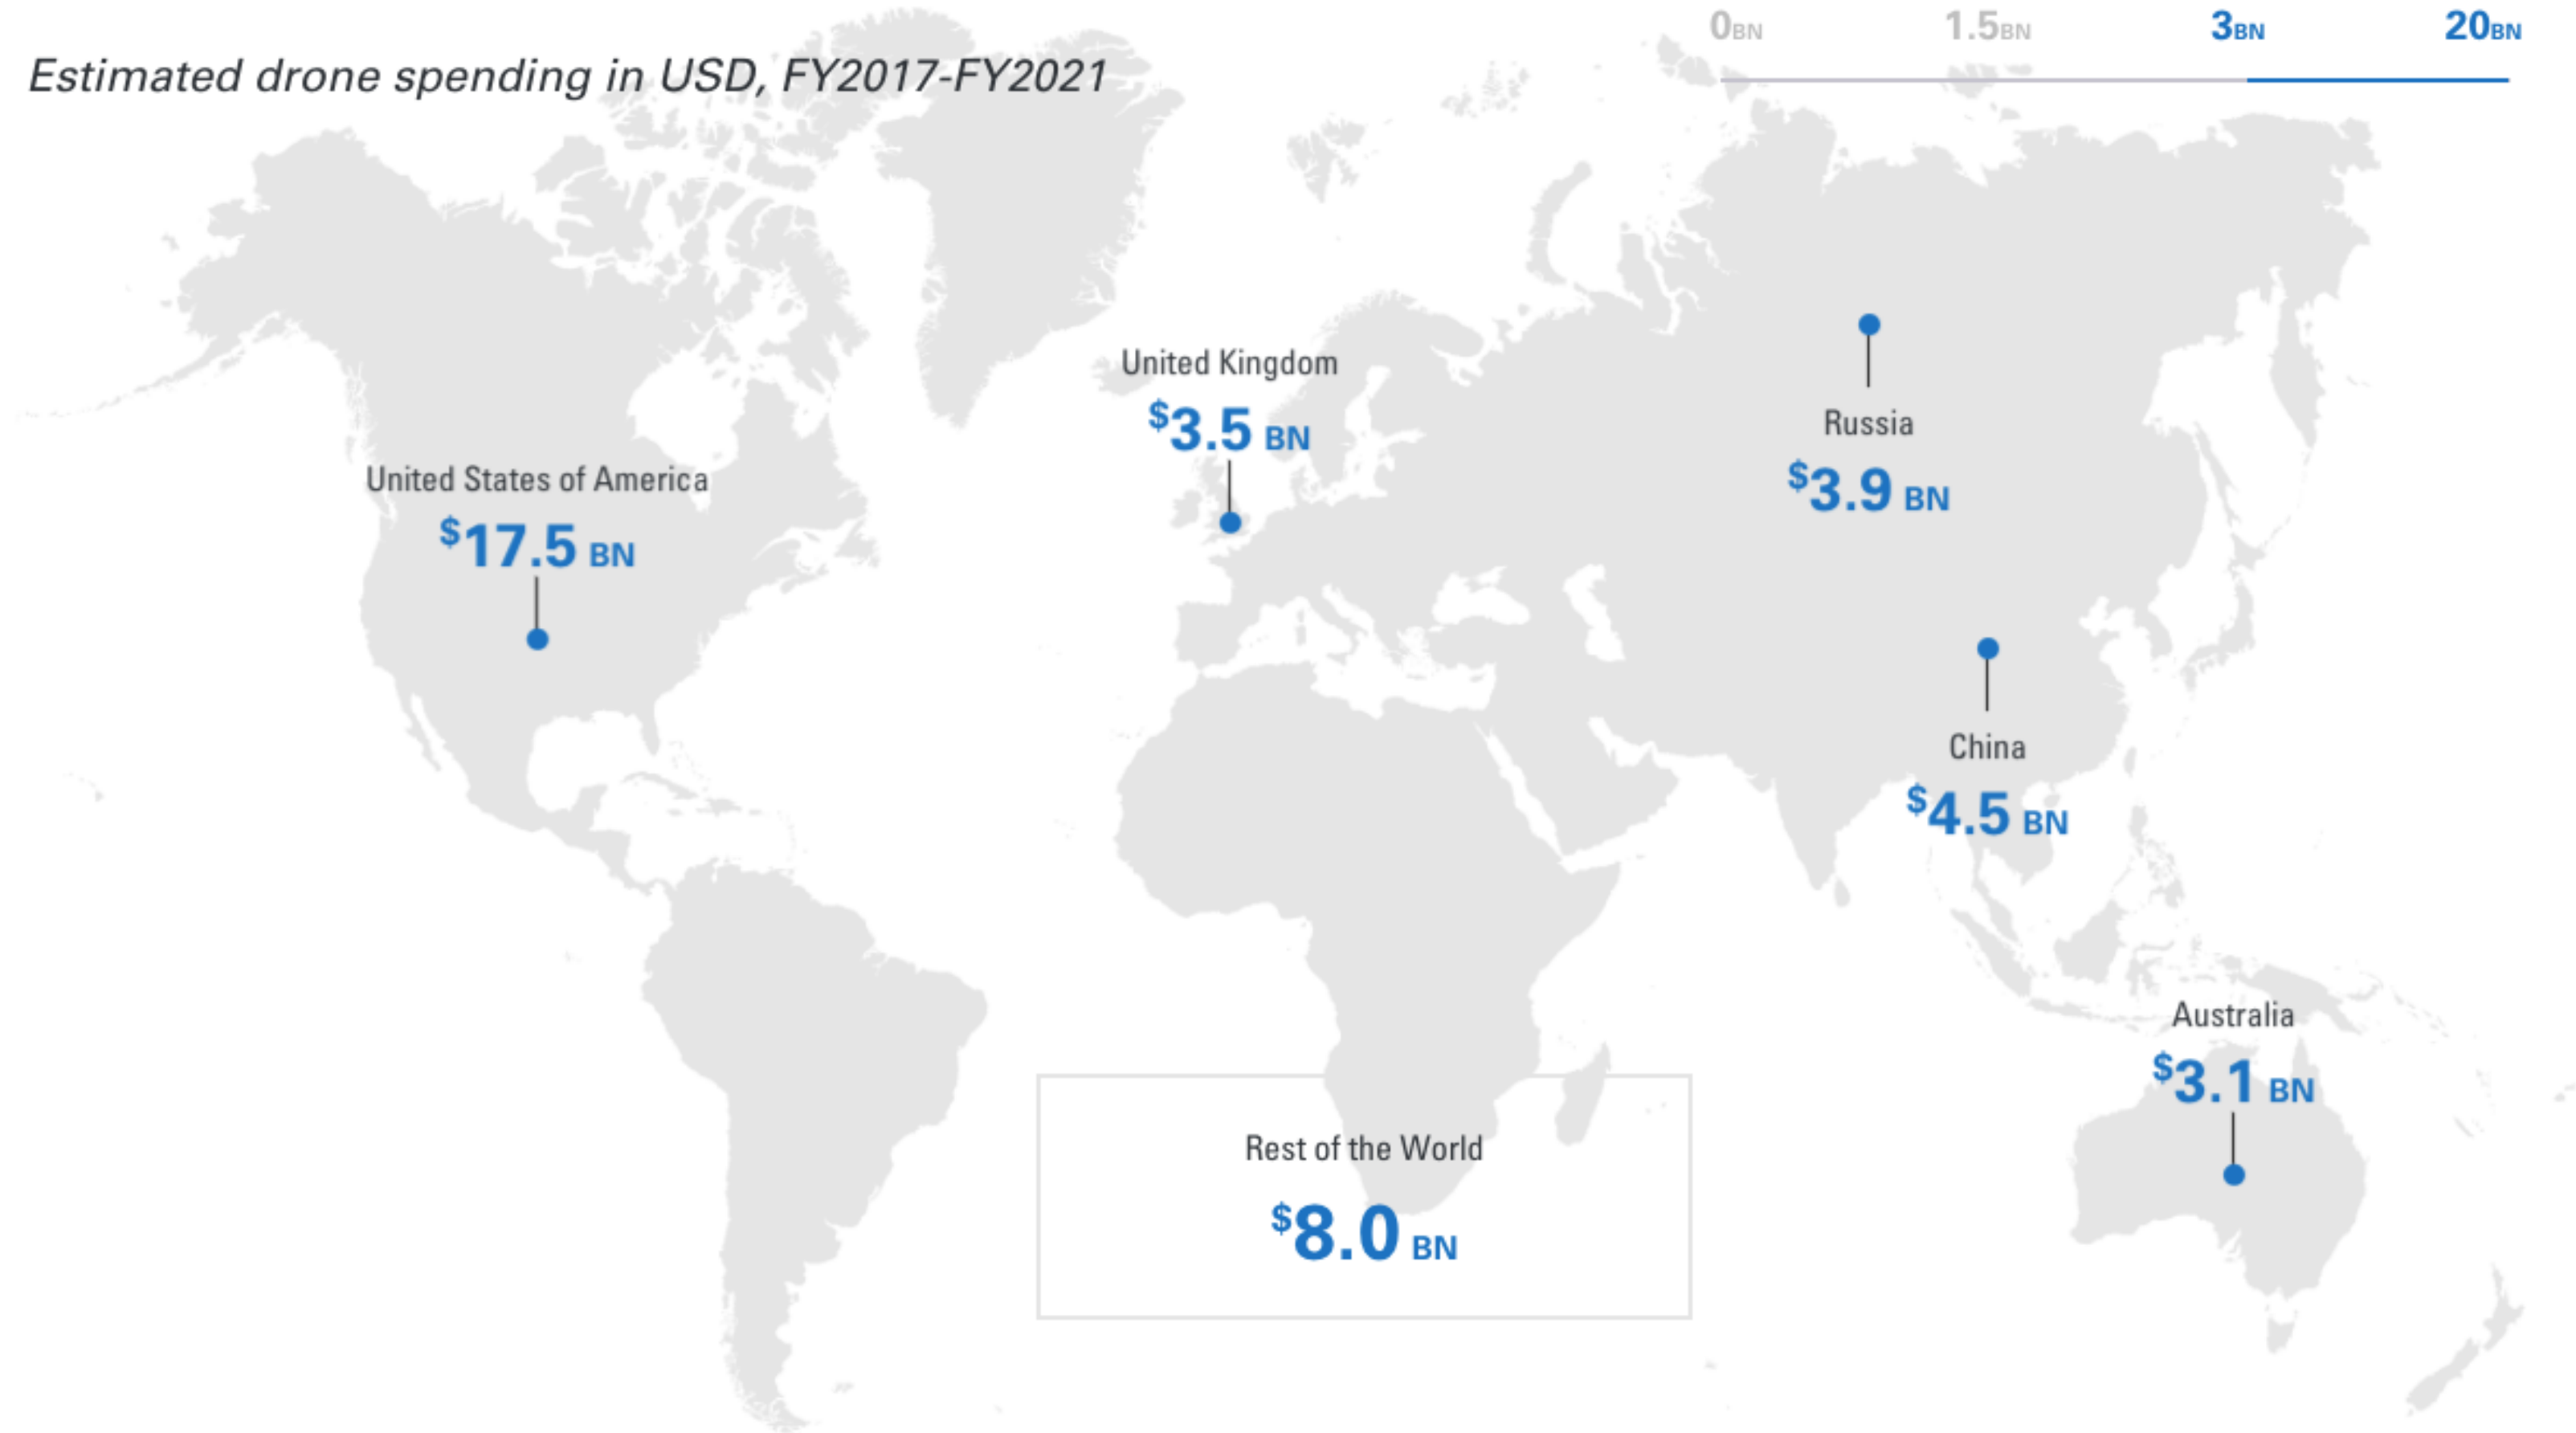 0BN 1.5BN 3BN 20BN
Estimated drone spending in USD, FY2017-FY2021
United Kingdom
$3.5 BN
Russia
$3.9 BN
United States of America
$17.5 BN
China
$4.5 BN
Australia
$3.1 BN
Rest of the World
$8.0 BN